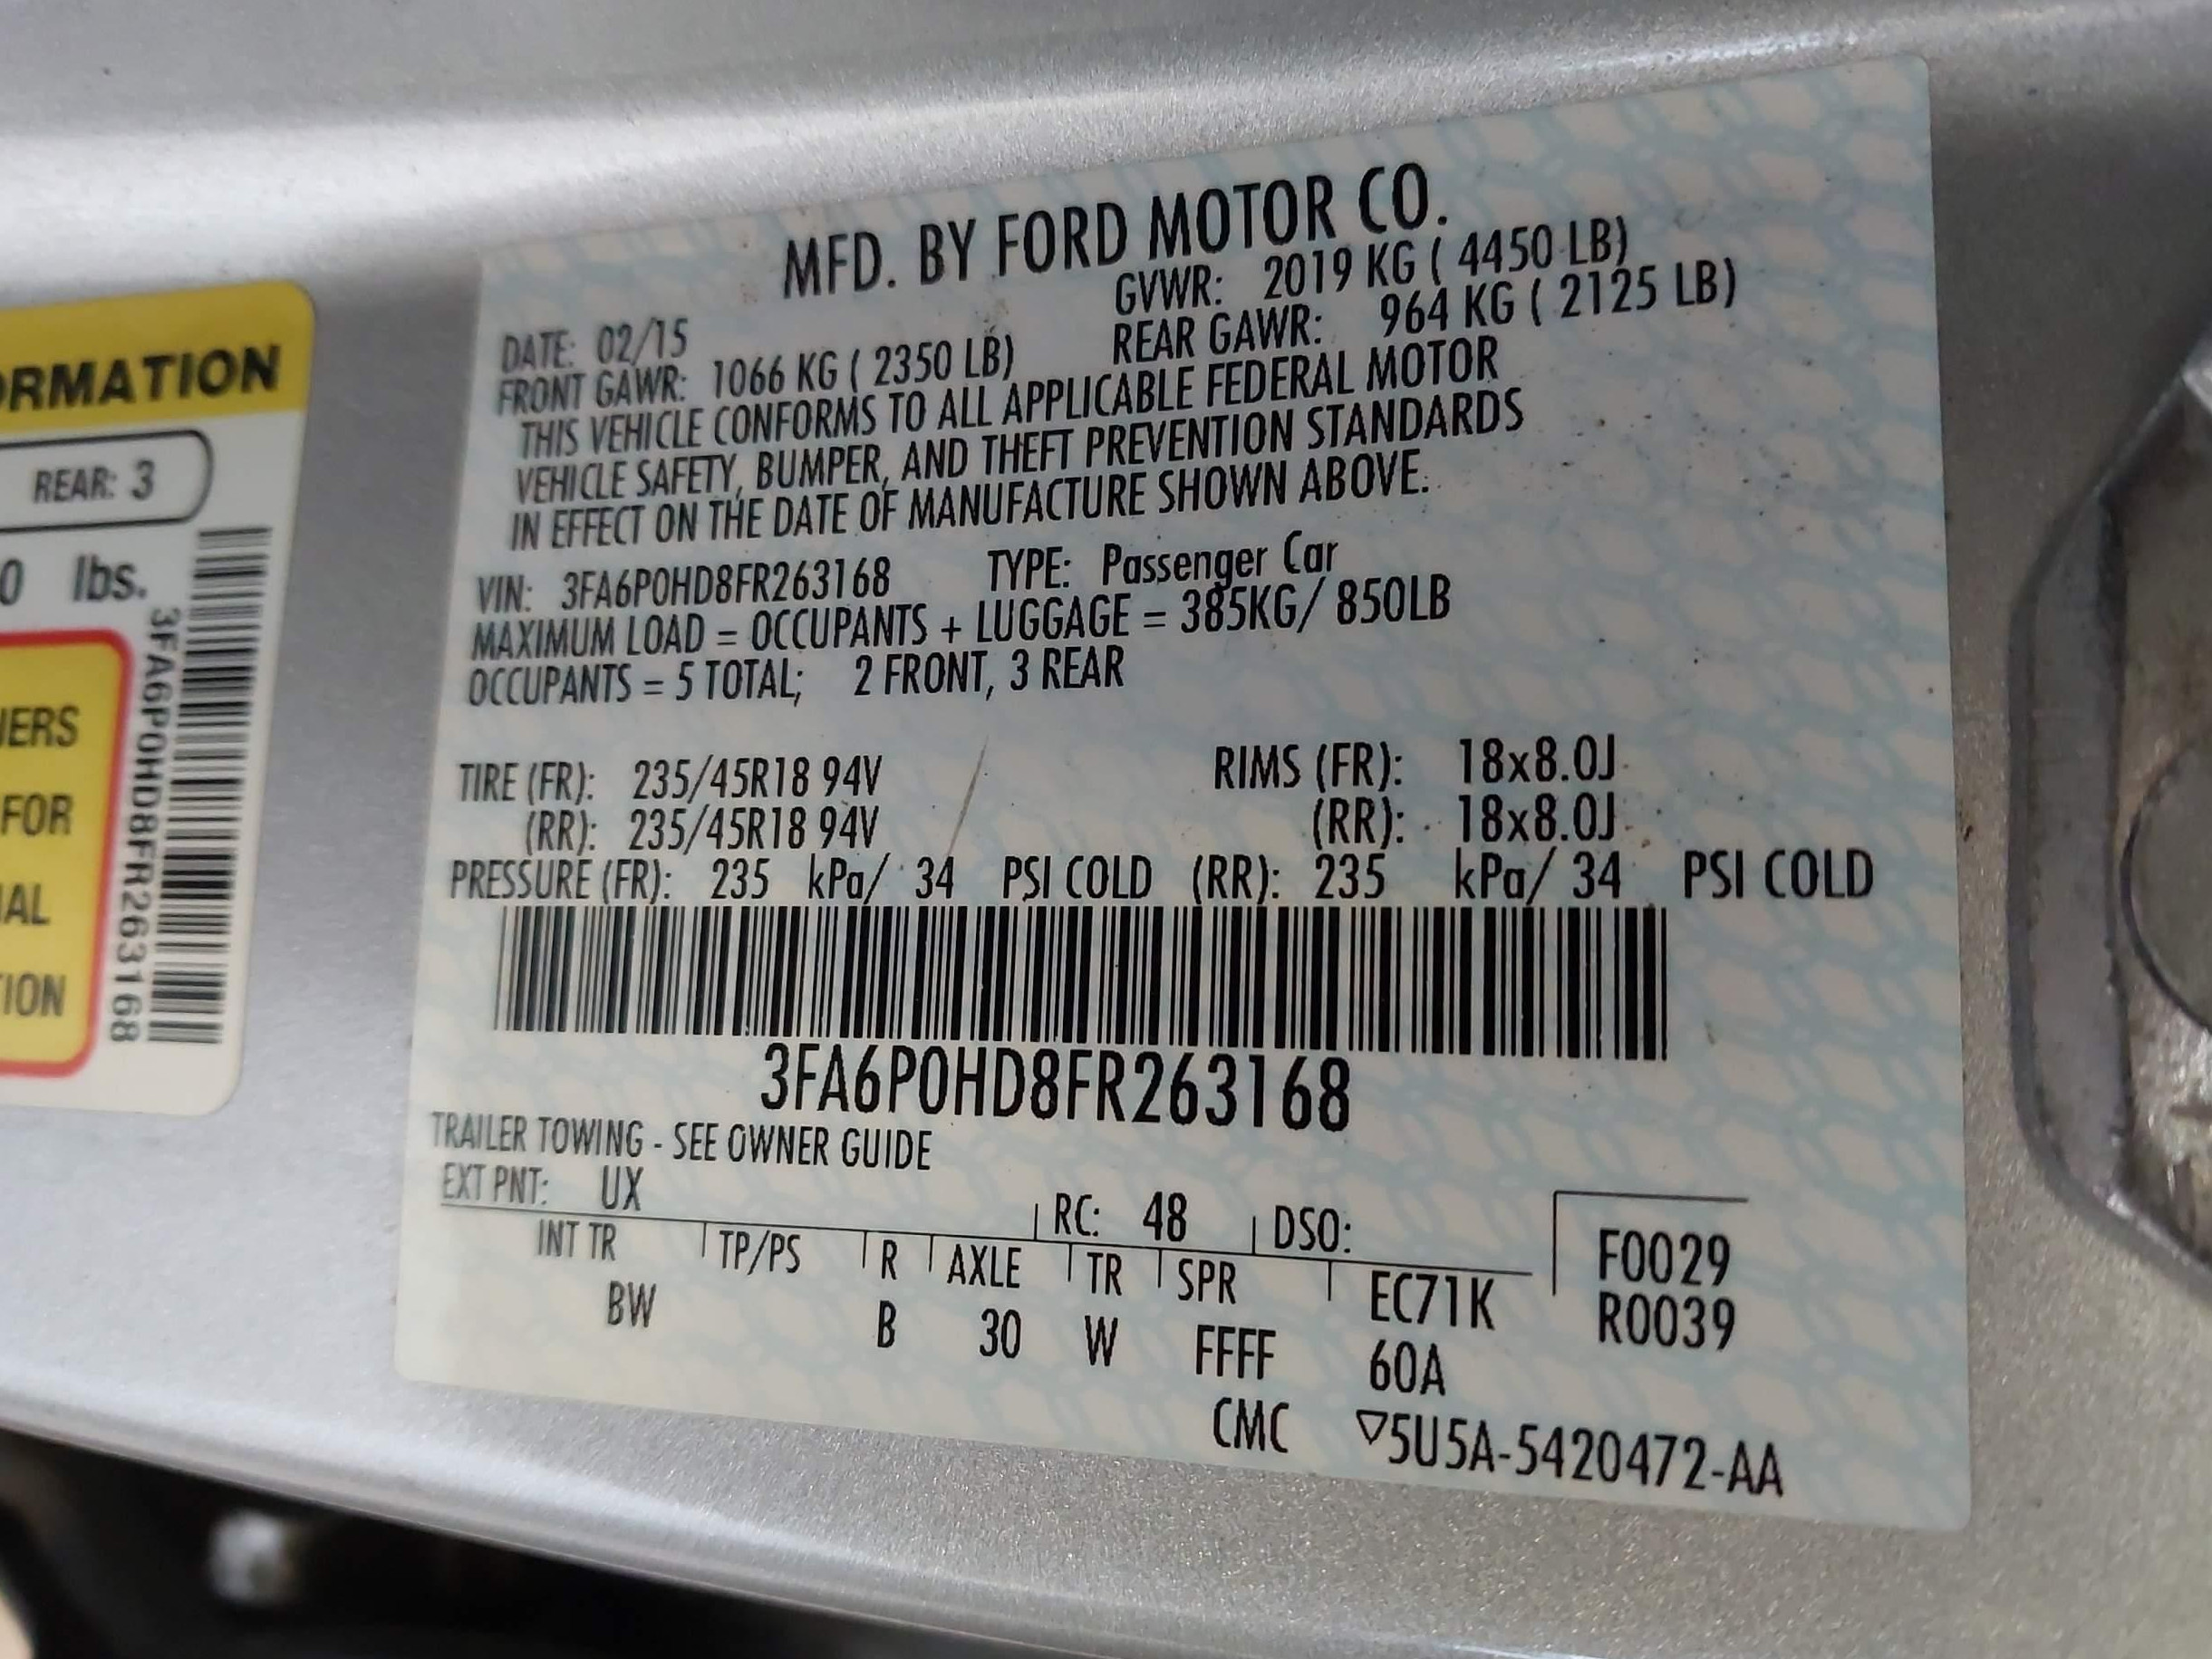 ORMATION
REAR: 3
0 lbs.
3FA6P0HD8FR263168
IERS
FOR
IAL
ION
MFD. BY FORD MOTOR CO.
DATE: 02/15 GVWR: 2019 KG ( 4450 LB)
FRONT GAWR: 1066 KG ( 2350 LB) REAR GAWR: 964 KG ( 2125 LB)
THIS VEHICLE CONFORMS TO ALL APPLICABLE FEDERAL MOTOR
VEHICLE SAFETY, BUMPER, AND THEFT PREVENTION STANDARDS
IN EFFECT ON THE DATE OF MANUFACTURE SHOWN ABOVE.
VIN: 3FA6P0HD8FR263168 TYPE: Passenger Car
MAXIMUM LOAD = OCCUPANTS + LUGGAGE = 385KG/ 850LB
OCCUPANTS = 5 TOTAL; 2 FRONT, 3 REAR
TIRE (FR): 235/45R18 94V RIMS (FR): 18x8.0J
(RR): 235/45R18 94V (RR): 18x8.0J
PRESSURE (FR): 235 kPa/ 34 PSI COLD (RR): 235 kPa/ 34 PSI COLD
3FA6P0HD8FR263168
TRAILER TOWING - SEE OWNER GUIDE
EXT PNT: UX RC: 48 DSO: F0029
INT TR TP/PS R AXLE TR SPR EC71K R0039
BW B 30 W FFFF 60A
CMC ▽5U5A-5420472-AA